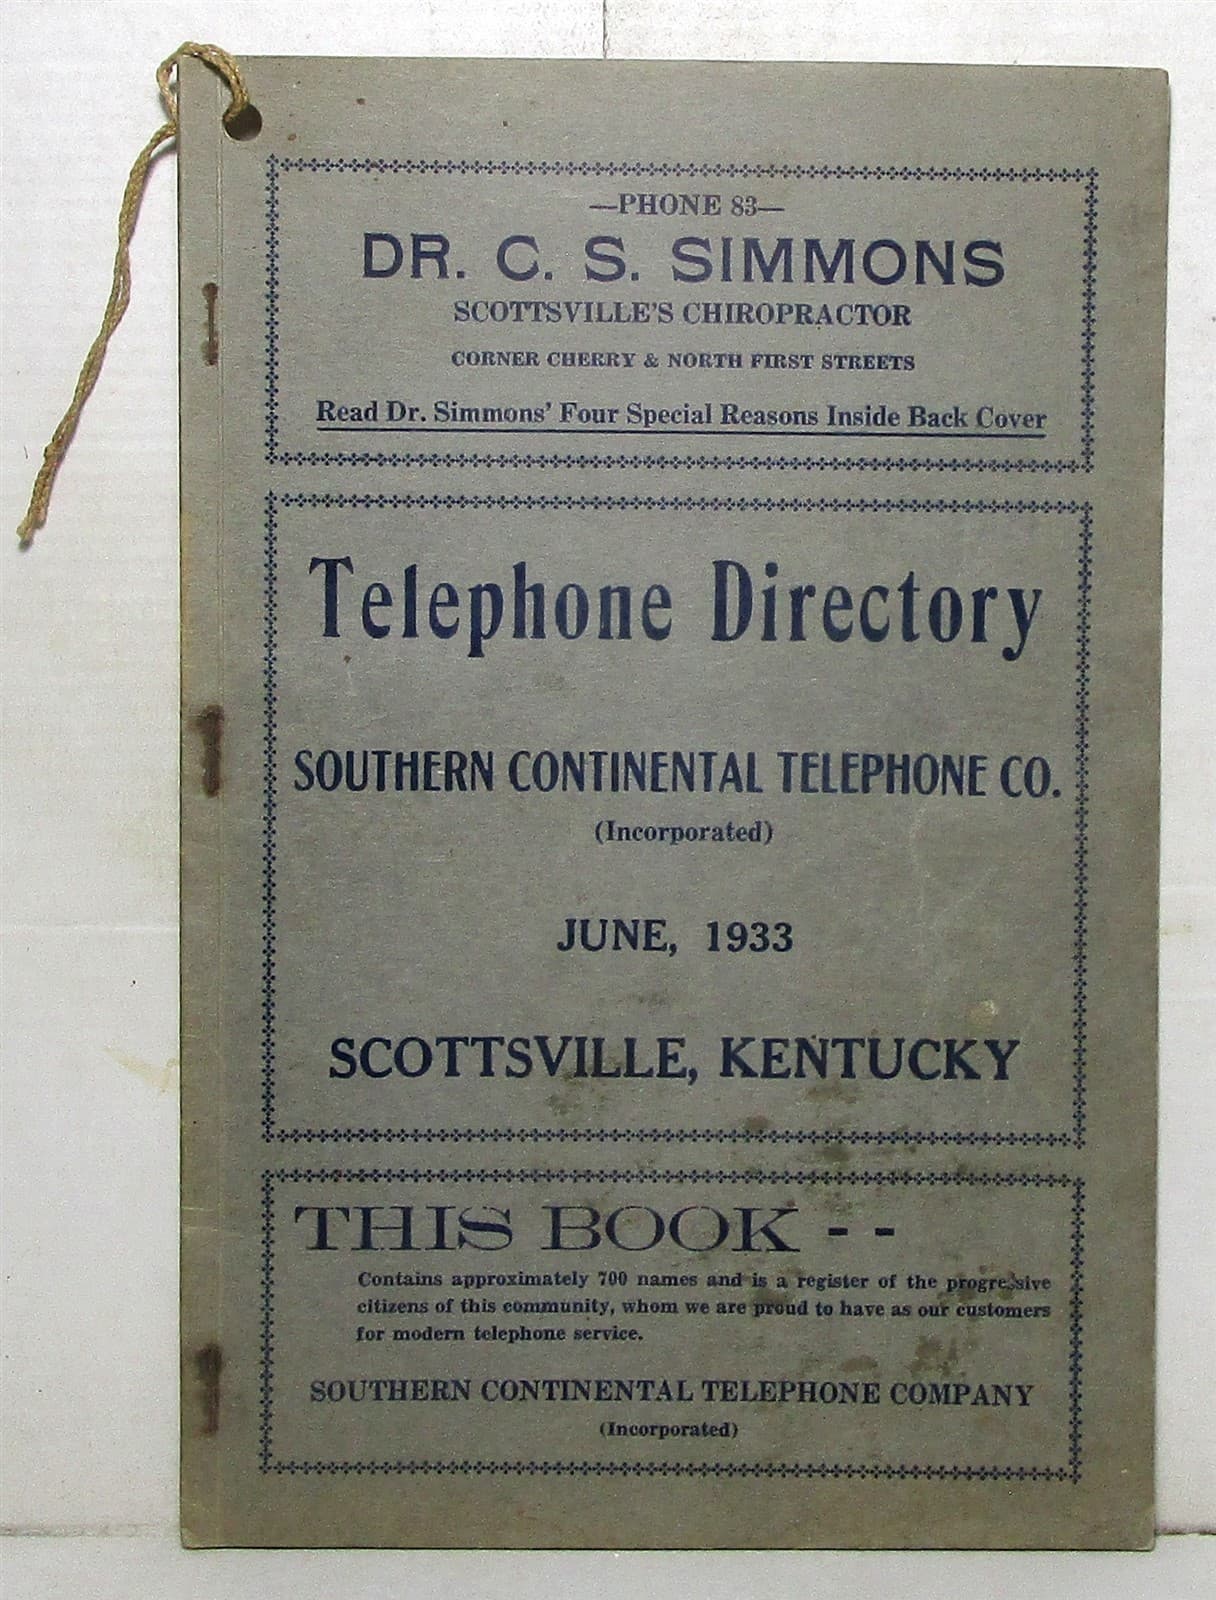 —PHONE 83—
DR. C. S. SIMMONS
SCOTTSVILLE'S CHIROPRACTOR
CORNER CHERRY & NORTH FIRST STREETS
Read Dr. Simmons' Four Special Reasons Inside Back Cover
Telephone Directory
SOUTHERN CONTINENTAL TELEPHONE CO.
(Incorporated)
JUNE, 1933
SCOTTSVILLE, KENTUCKY
THIS BOOK - -
Contains approximately 700 names and is a register of the progressive
citizens of this community, whom we are proud to have as our customers
for modern telephone service.
SOUTHERN CONTINENTAL TELEPHONE COMPANY
(Incorporated)